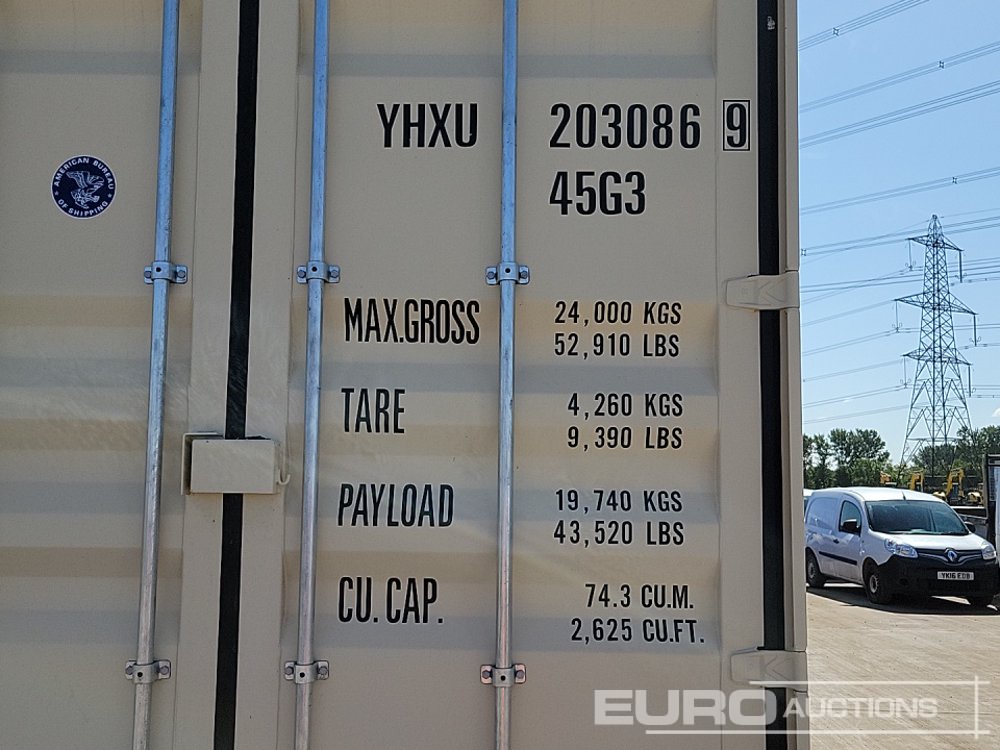 YHXU 203086 9
45G3
AMERICAN BUREAU
OF SHIPPING
MAX.GROSS 24,000 KGS
52,910 LBS
TARE 4,260 KGS
9,390 LBS
PAYLOAD 19,740 KGS
43,520 LBS
CU.CAP. 74.3 CU.M.
2,625 CU.FT.
YK16 EOB
EURO AUCTIONS